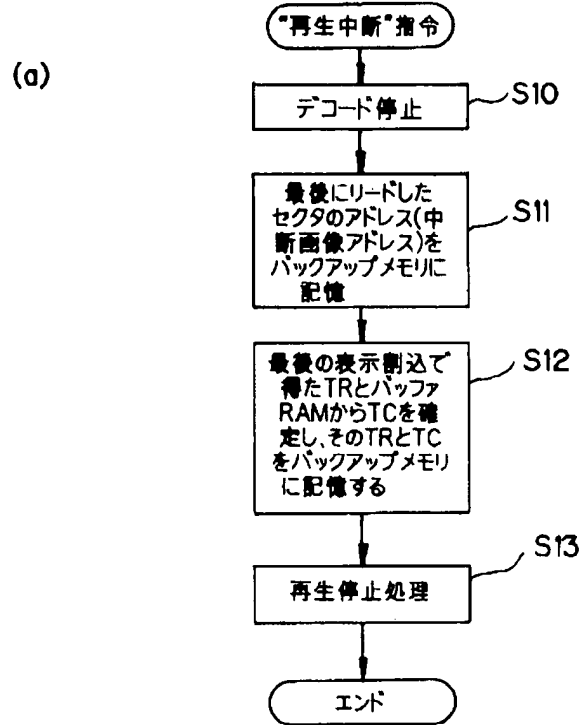 "再生中断"指令
(a)
デコード停止
S10
最後にリードした
セクタのアドレス(中
断画像アドレス)を
バックアップメモリに
記憶
S11
最後の表示割込で
得たTRとバッファ
RAMからTCを確
定し、そのTRとTC
をバックアップメモリ
に記憶する
S12
再生停止処理
S13
エンド